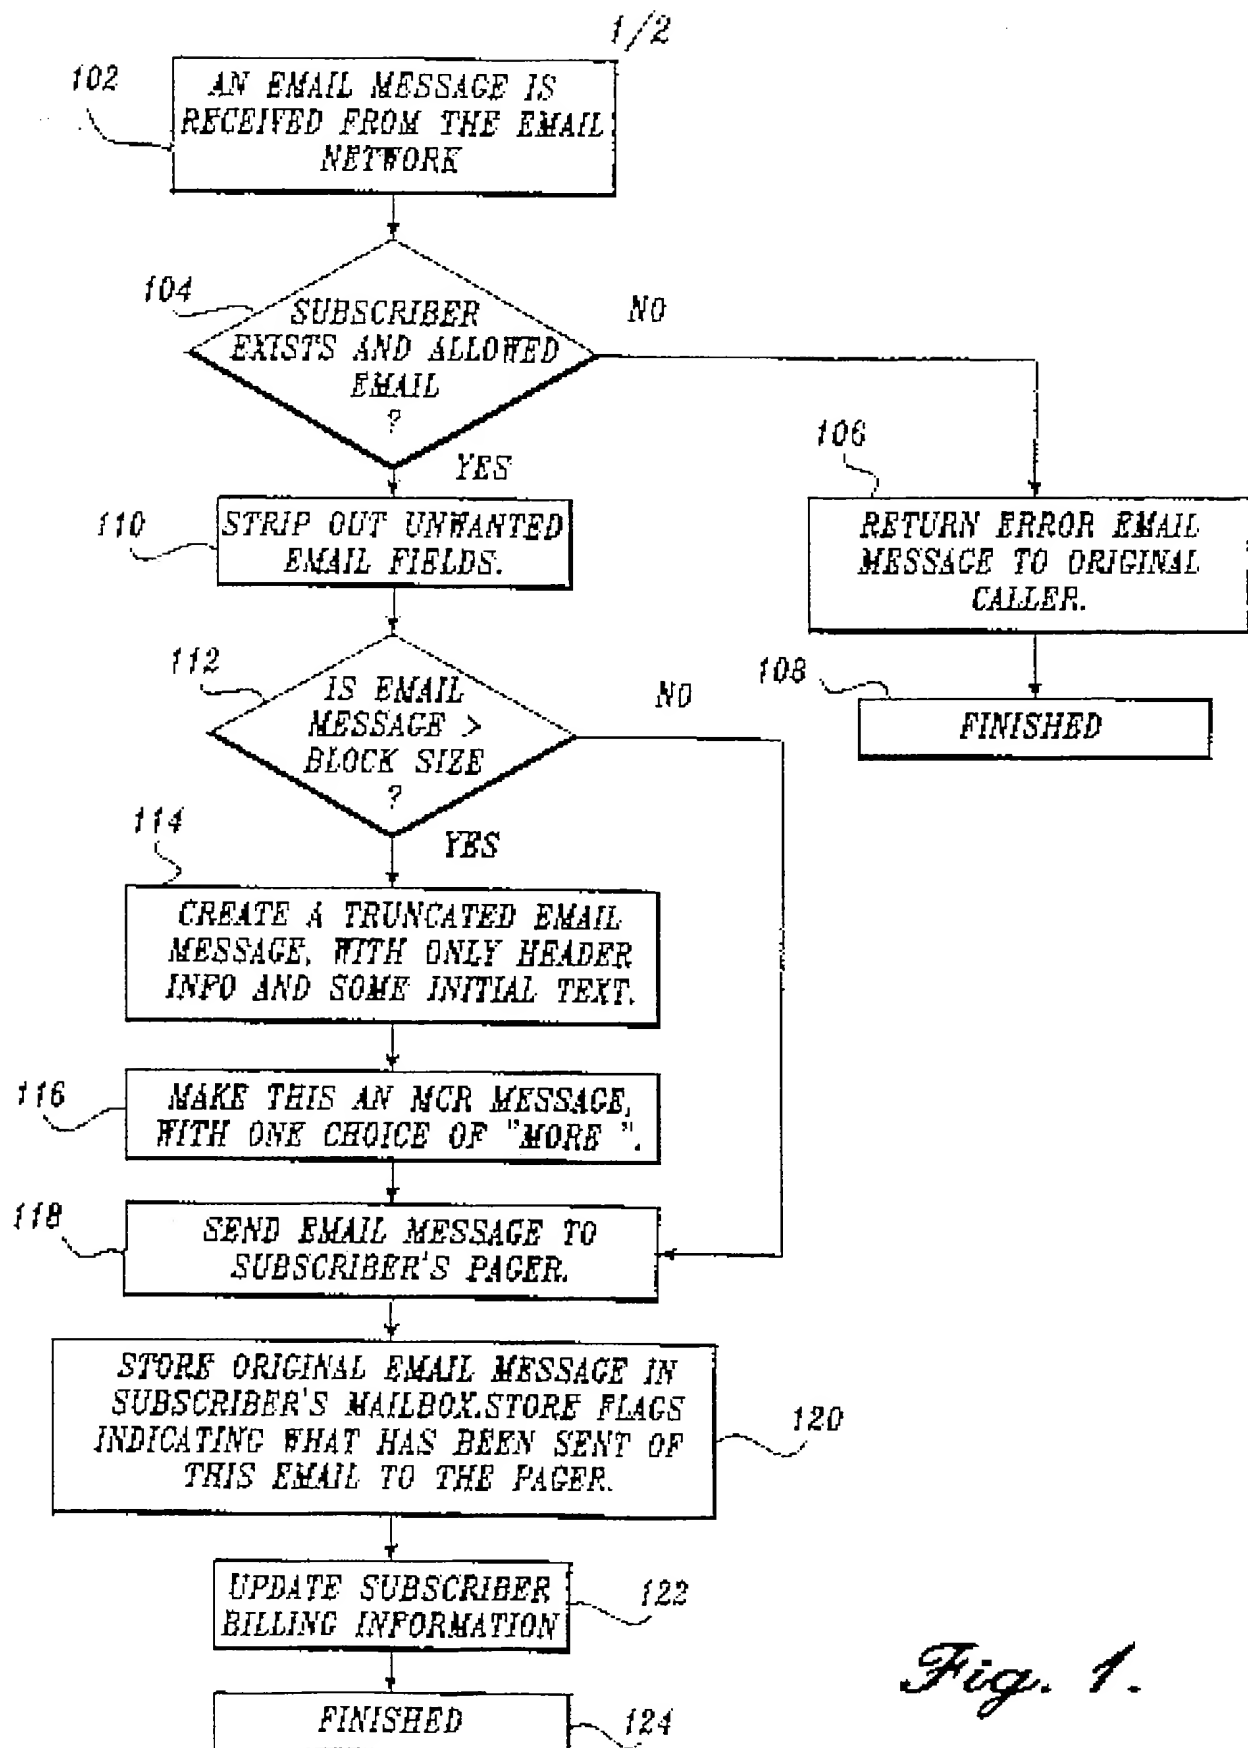 1/2
102
AN EMAIL MESSAGE IS
RECEIVED FROM THE EMAIL
NETWORK
104
SUBSCRIBER
EXISTS AND ALLOWED
EMAIL
?
NO
YES
106
RETURN ERROR EMAIL
MESSAGE TO ORIGINAL
CALLER.
108
FINISHED
110
STRIP OUT UNWANTED
EMAIL FIELDS.
112
IS EMAIL
MESSAGE >
BLOCK SIZE
?
NO
YES
114
CREATE A TRUNCATED EMAIL
MESSAGE, WITH ONLY HEADER
INFO AND SOME INITIAL TEXT.
116
MAKE THIS AN MCR MESSAGE,
WITH ONE CHOICE OF "MORE ".
118
SEND EMAIL MESSAGE TO
SUBSCRIBER'S PAGER.
STORE ORIGINAL EMAIL MESSAGE IN
SUBSCRIBER'S MAILBOX.STORE FLAGS
INDICATING WHAT HAS BEEN SENT OF
THIS EMAIL TO THE PAGER.
120
UPDATE SUBSCRIBER
BILLING INFORMATION
122
FINISHED
124
Fig. 1.